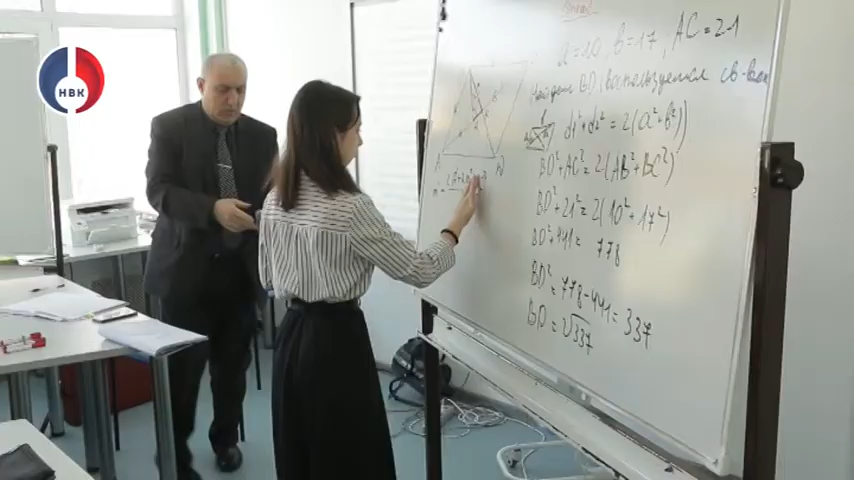 НВК
a=10, b=17, AC=21
Найдем BD, воспользуемся св-вом
d₁²+d₂²=2(a²+b²)
BD²+AC²=2(AB²+BC²)
BD²+21²=2(10²+17²)
BD²+441= 778
BD²=778-441=337
BD=√337